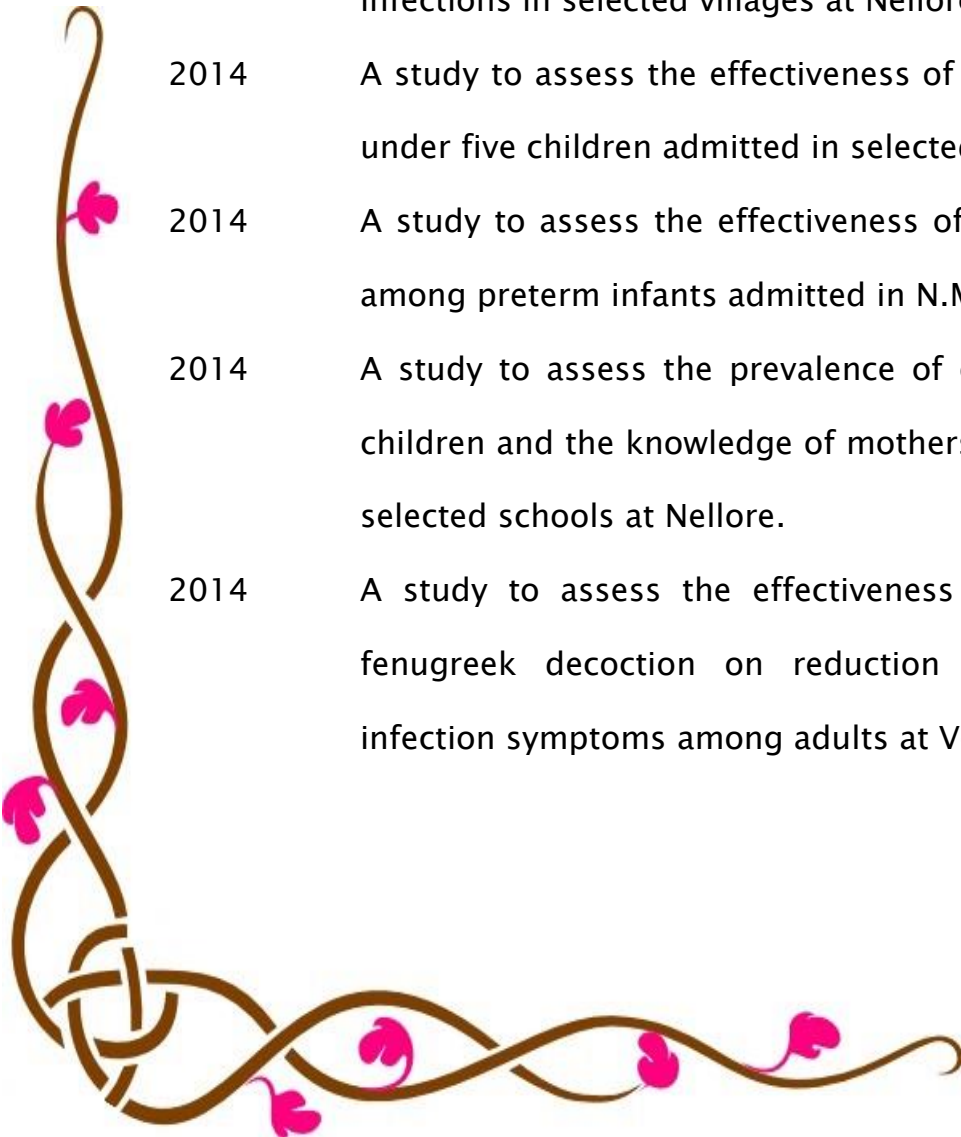 infections in selected villages at Nellore
2014 A study to assess the effectiveness of
under five children admitted in selected
2014 A study to assess the effectiveness of
among preterm infants admitted in N.M
2014 A study to assess the prevalence of
children and the knowledge of mothers
selected schools at Nellore.
2014 A study to assess the effectiveness
fenugreek decoction on reduction
infection symptoms among adults at V